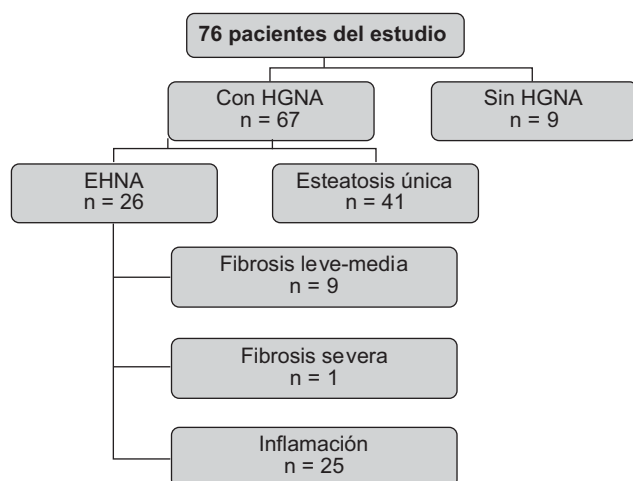 76 pacientes del estudio
Con HGNA
n = 67
Sin HGNA
n = 9
EHNA
n = 26
Esteatosis única
n = 41
Fibrosis leve-media
n = 9
Fibrosis severa
n = 1
Inflamación
n = 25